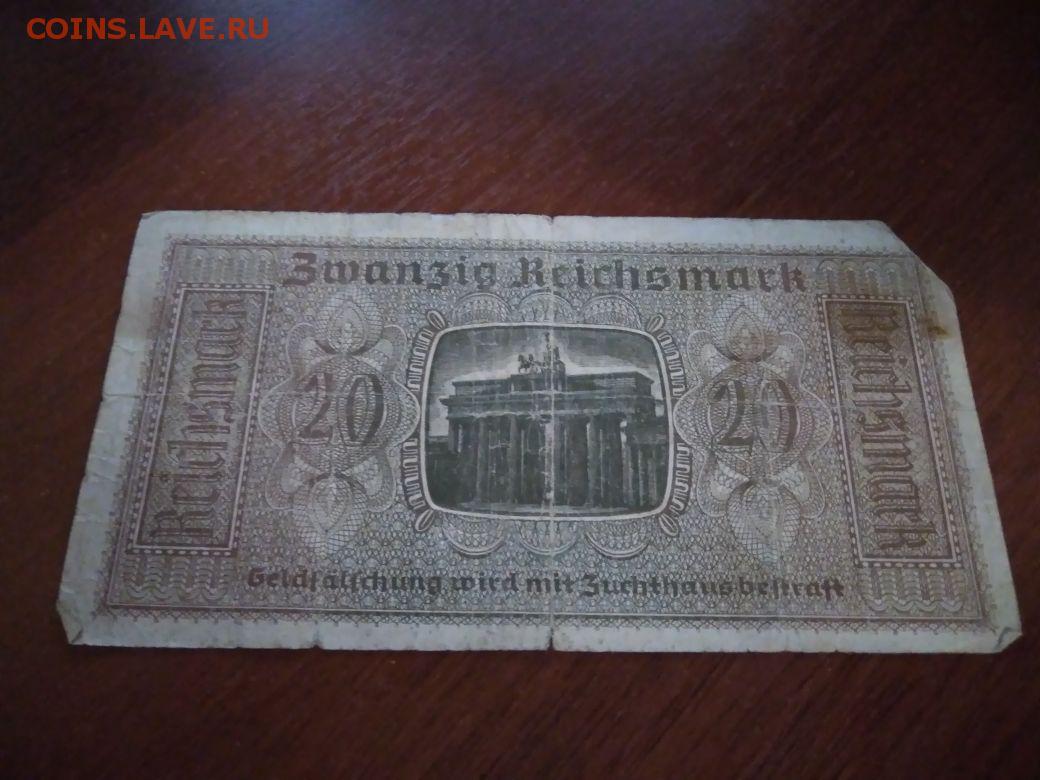 COINS.LAVE.RU
Zwanzig Reichsmark
Reichsmark
20
20
Reichsmark
Geldfälschung wird mit Zuchthaus bestraft